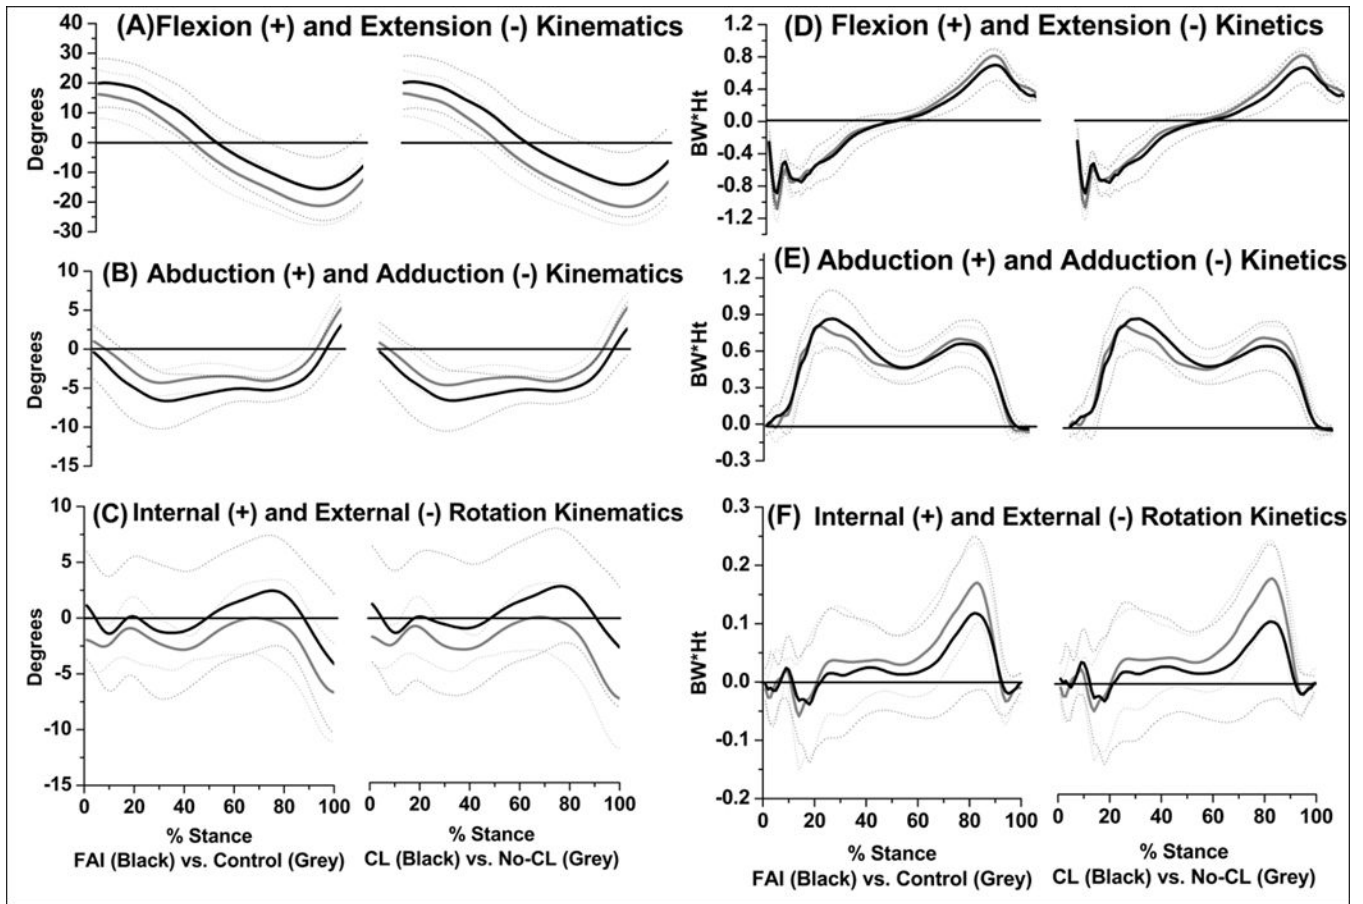 (A)Flexion (+) and Extension (-) Kinematics
40
30
20
10
0
-10
-20
-30
Degrees
(B) Abduction (+) and Adduction (-) Kinematics
10
5
0
-5
-10
-15
Degrees
(C) Internal (+) and External (-) Rotation Kinematics
10
5
0
-5
-10
-15
Degrees
0 20 40 60 80 100
0 20 40 60 80 100
% Stance
% Stance
FAI (Black) vs. Control (Grey)
CL (Black) vs. No-CL (Grey)
(D) Flexion (+) and Extension (-) Kinetics
1.2
0.8
0.4
0.0
-0.4
-0.8
-1.2
BW*Ht
(E) Abduction (+) and Adduction (-) Kinetics
1.2
0.9
0.6
0.3
0.0
-0.3
BW*Ht
(F) Internal (+) and External (-) Rotation Kinetics
0.3
0.2
0.1
0.0
-0.1
-0.2
BW*Ht
0 20 40 60 80 100
0 20 40 60 80 100
% Stance
% Stance
FAI (Black) vs. Control (Grey)
CL (Black) vs. No-CL (Grey)